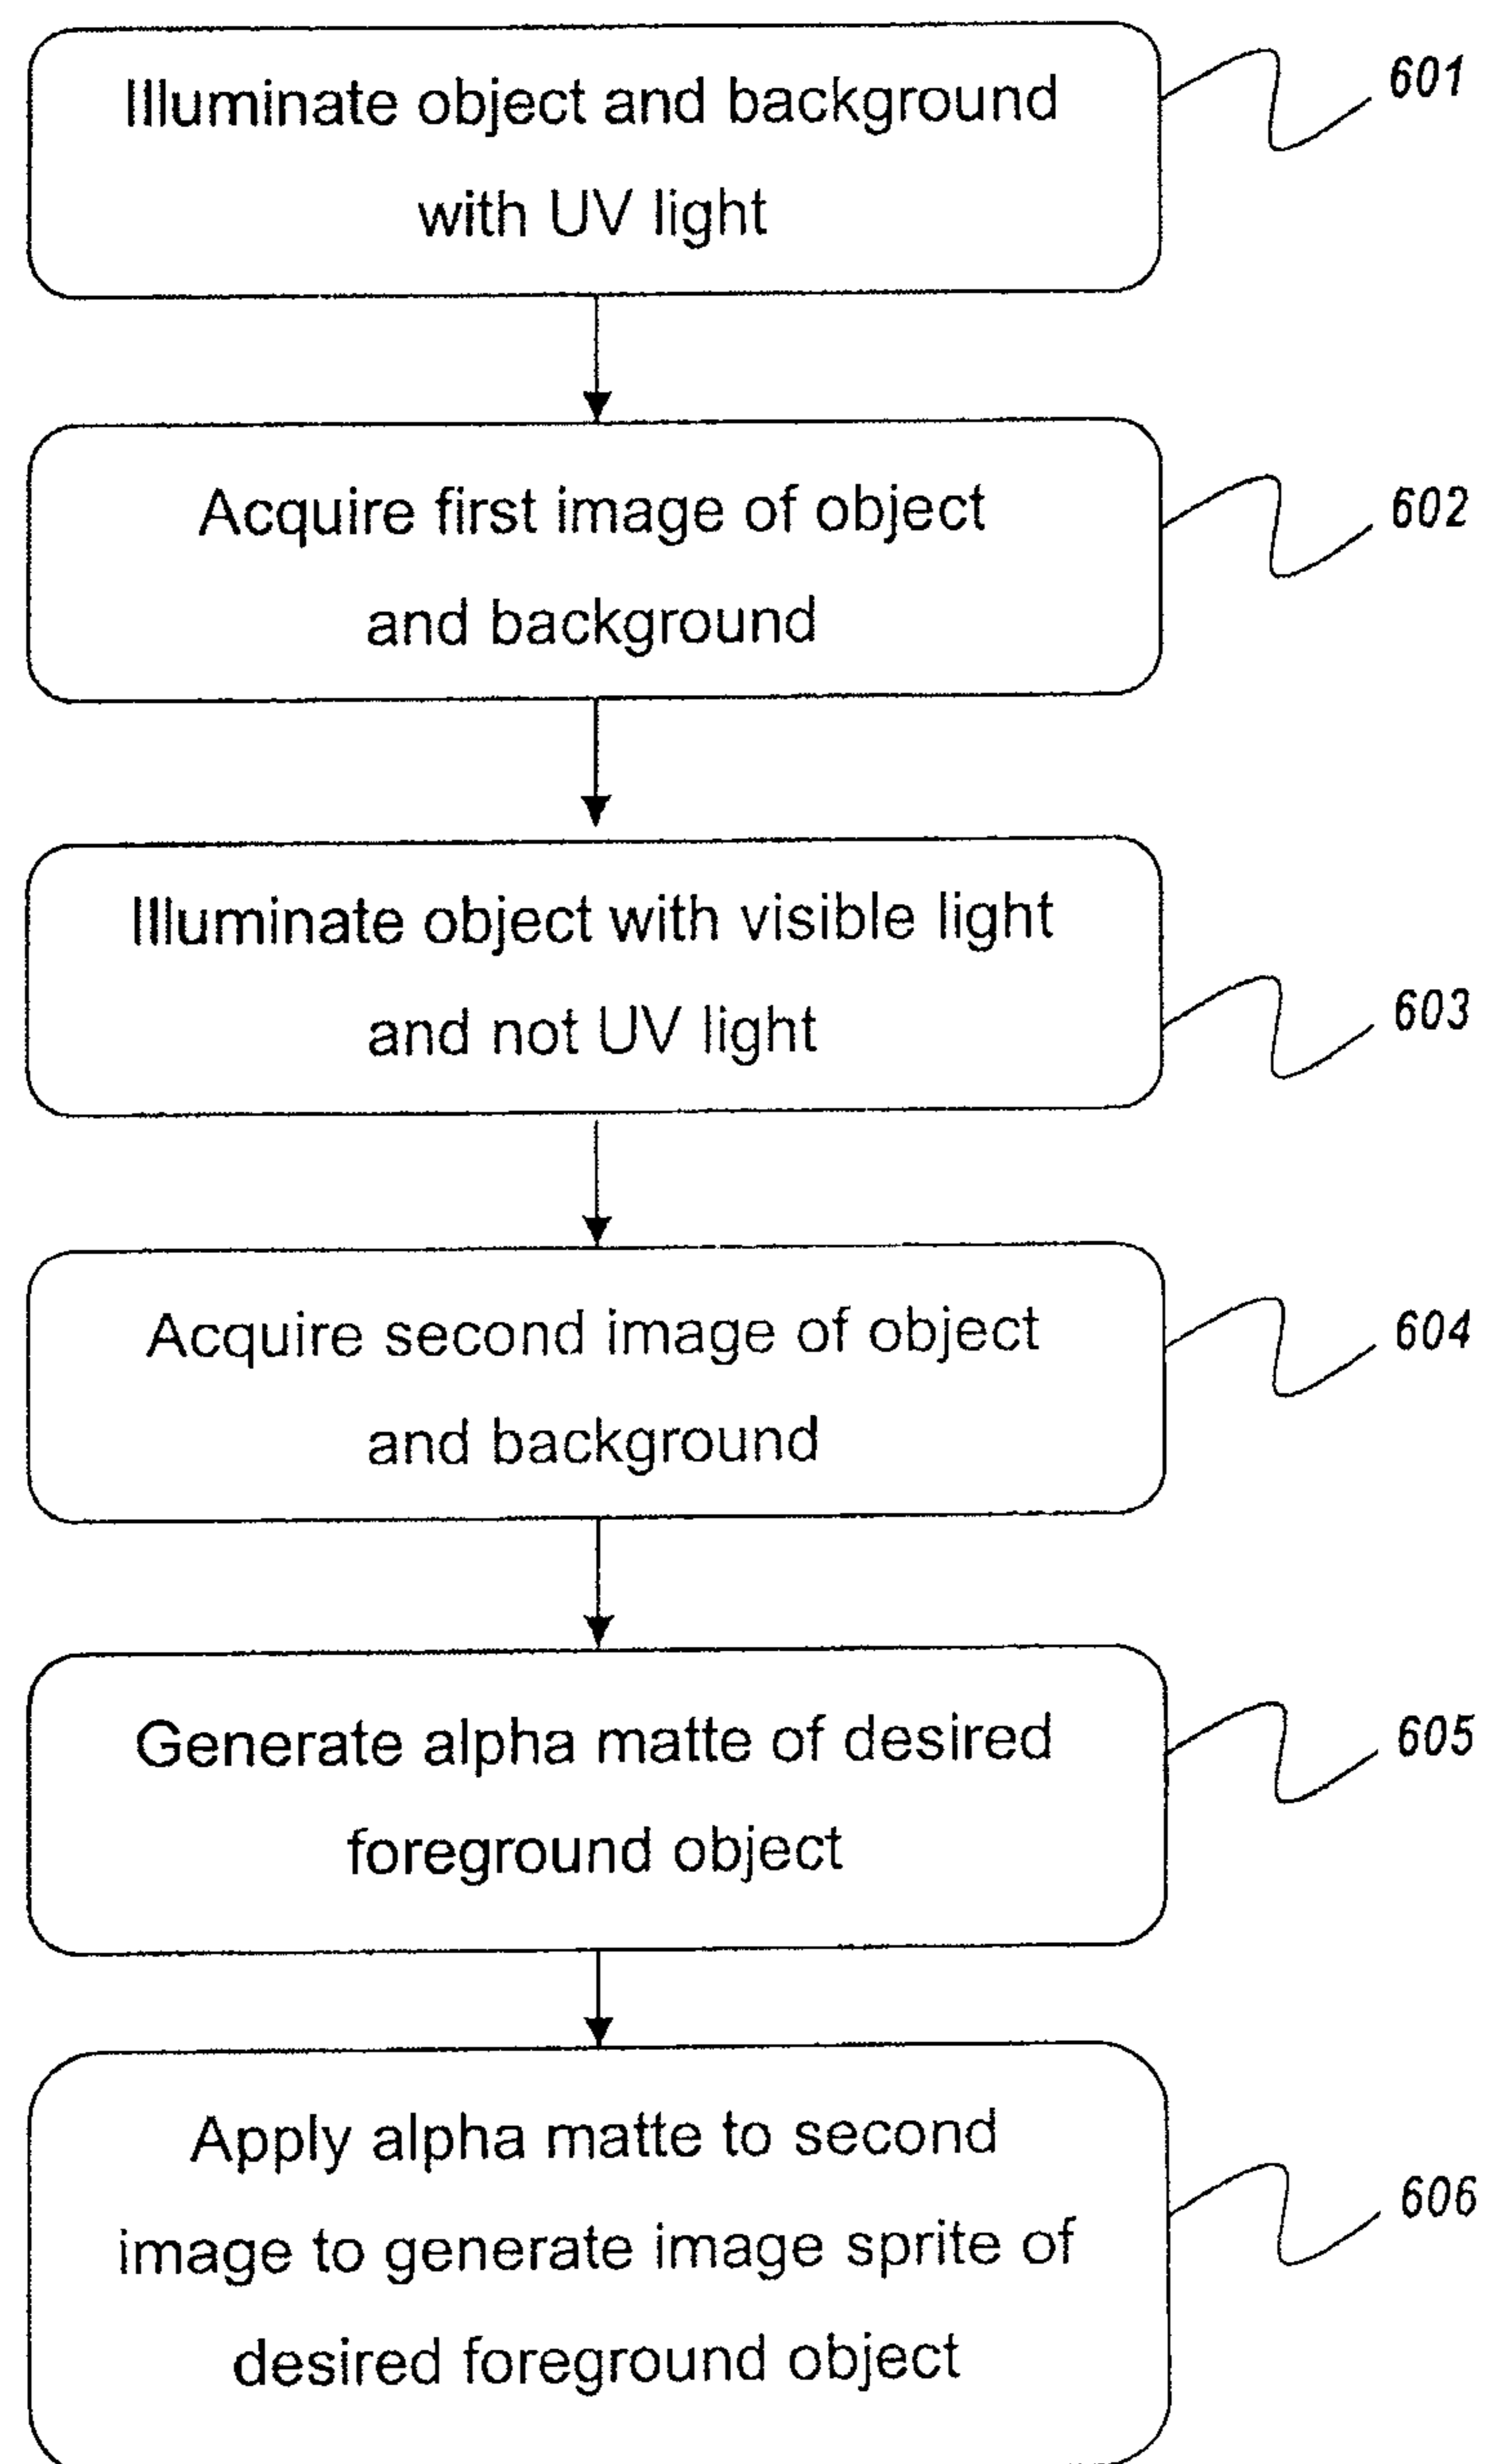 Illuminate object and background
with UV light
601
Acquire first image of object
and background
602
Illuminate object with visible light
and not UV light
603
Acquire second image of object
and background
604
Generate alpha matte of desired
foreground object
605
Apply alpha matte to second
image to generate image sprite of
desired foreground object
606